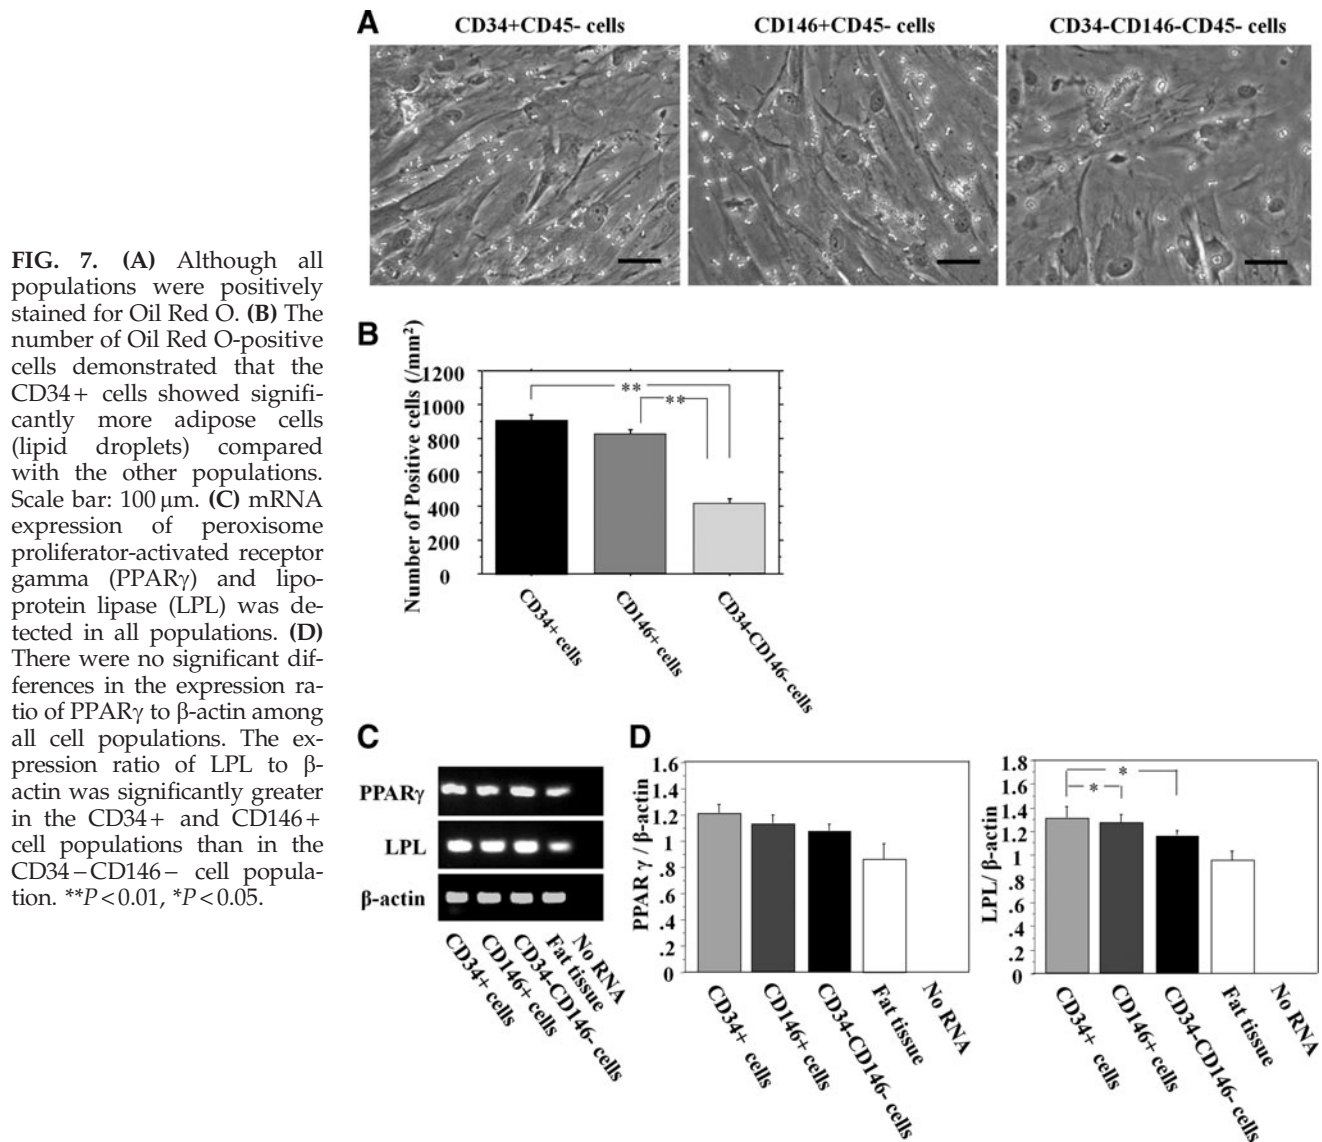 FIG. 7. (A) Although all
populations were positively
stained for Oil Red O. (B) The
number of Oil Red O-positive
cells demonstrated that the
CD34+ cells showed signifi-
cantly more adipose cells
(lipid droplets) compared
with the other populations.
Scale bar: 100 μm. (C) mRNA
expression of peroxisome
proliferator-activated receptor
gamma (PPARγ) and lipo-
protein lipase (LPL) was de-
tected in all populations. (D)
There were no significant dif-
ferences in the expression ra-
tio of PPARγ to β-actin among
all cell populations. The ex-
pression ratio of LPL to β-
actin was significantly greater
in the CD34+ and CD146+
cell populations than in the
CD34−CD146− cell popula-
tion. **P<0.01, *P<0.05.
A
CD34+CD45- cells
CD146+CD45- cells
CD34-CD146-CD45- cells
B
Number of Positive cells (/mm²)
1200
1000
800
600
400
200
0
**
**
CD34+ cells
CD146+ cells
CD34-CD146- cells
C
PPARγ
LPL
β-actin
CD34+ cells
CD146+ cells
CD34-CD146- cells
Fat tissue
No RNA
D
PPAR γ / β-actin
1.6
1.4
1.2
1
.8
.6
.4
.2
0
CD34+ cells
CD146+ cells
CD34-CD146- cells
Fat tissue
No RNA
LPL/ β-actin
1.8
1.6
1.4
1.2
1
.8
.6
.4
.2
0
*
*
CD34+ cells
CD146+ cells
CD34-CD146- cells
Fat tissue
No RNA